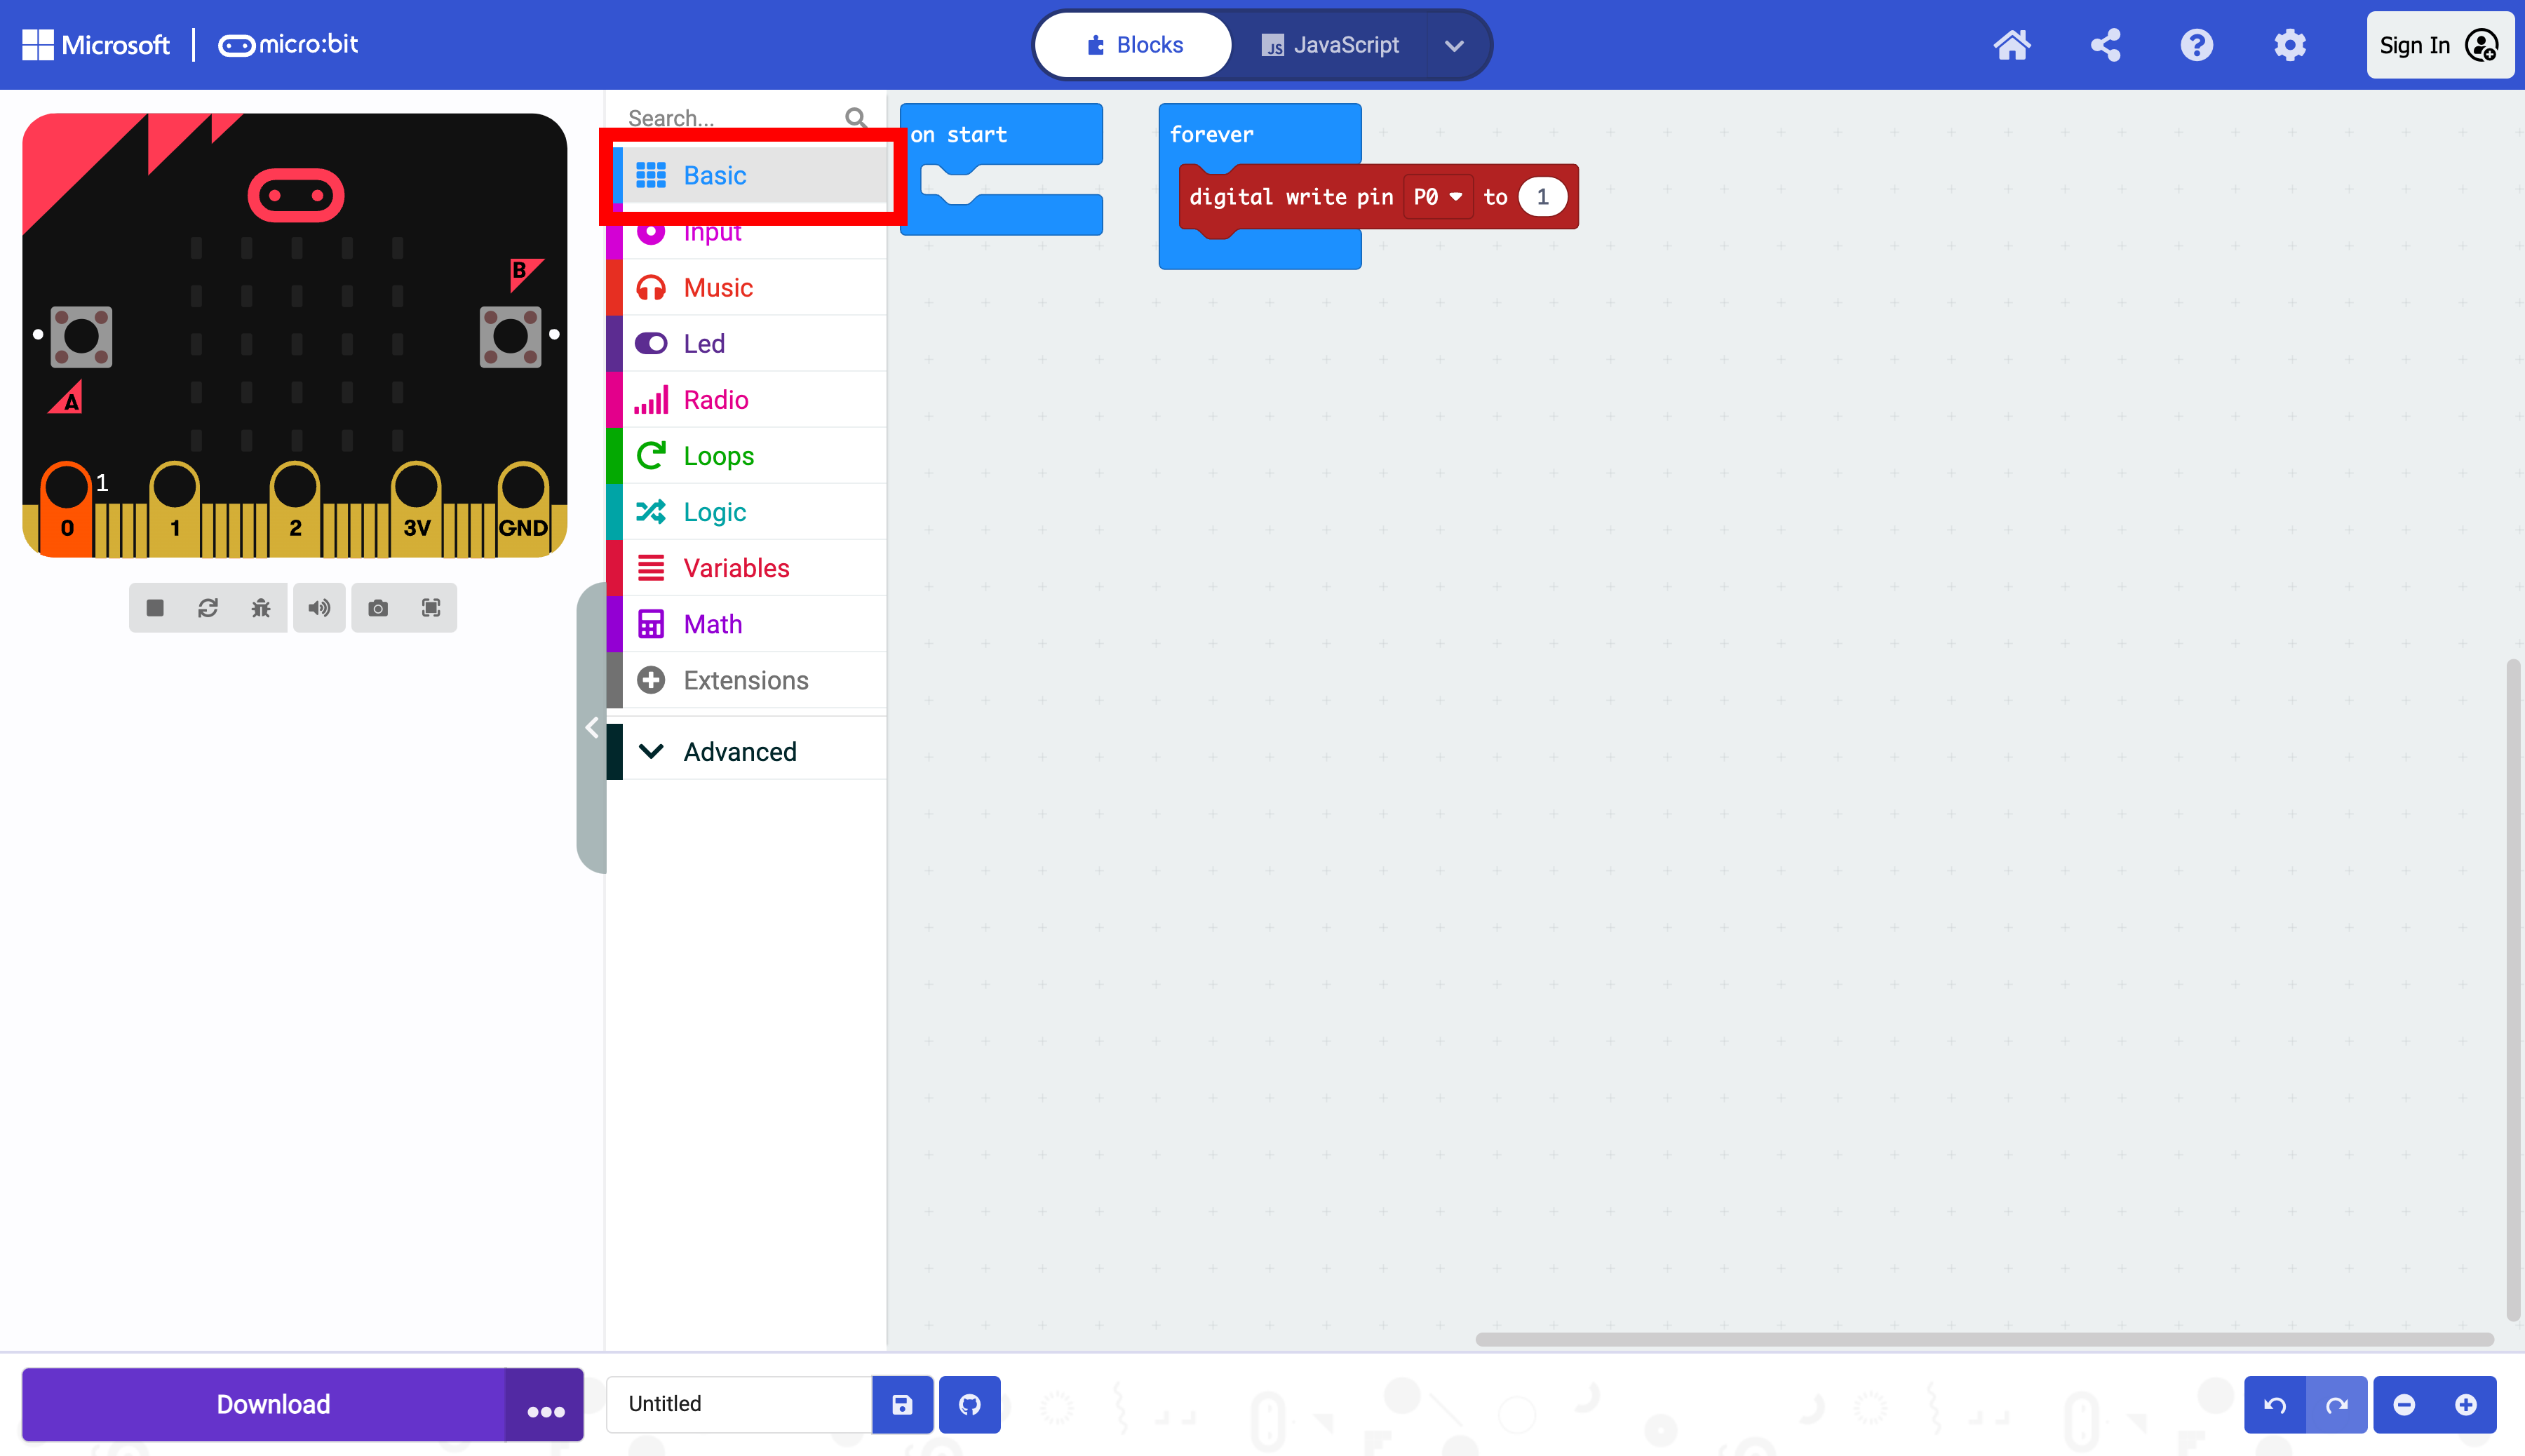 Microsoft | micro:bit
Blocks
JavaScript
Sign In
Search...
Basic
Input
Music
Led
Radio
Loops
Logic
Variables
Math
Extensions
Advanced
on start
forever
digital write pin P0 to 1
B
A
1
0 1 2 3V GND
Download
Untitled